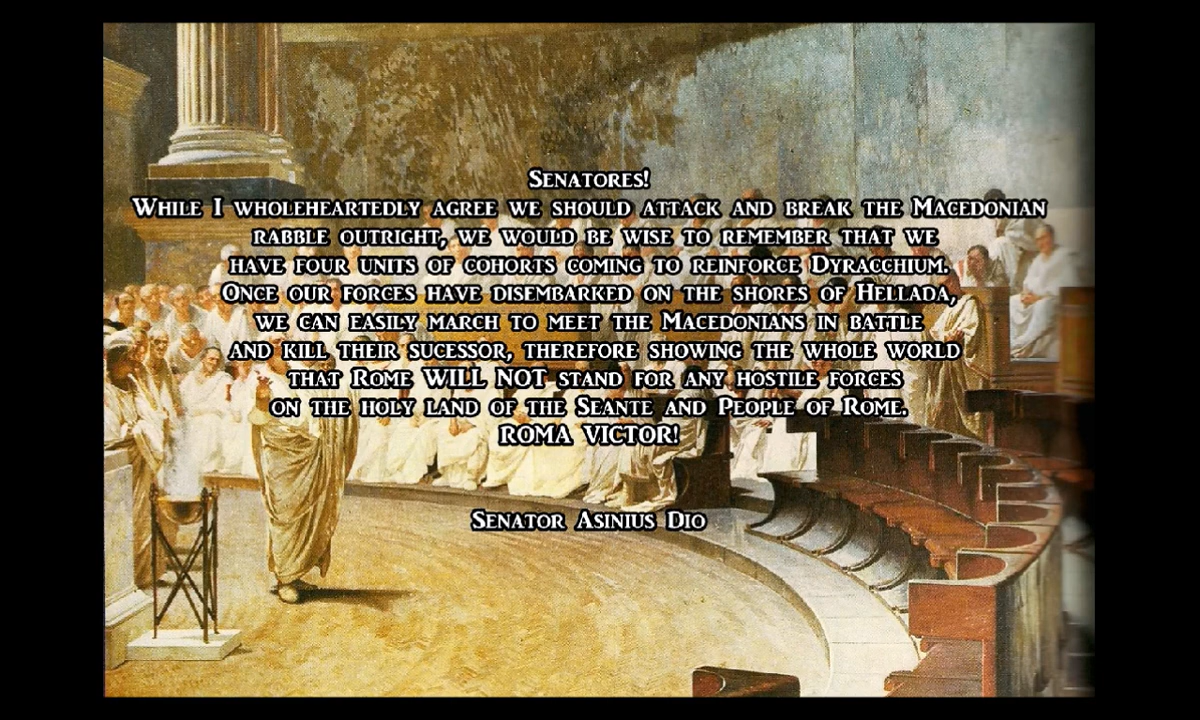 Senatores!
While I wholeheartedly agree we should attack and break the Macedonian
rabble outright, we would be wise to remember that we
have four units of cohorts coming to reinforce Dyracchium.
Once our forces have disembarked on the shores of Hellada,
we can easily march to meet the Macedonians in battle
and kill their sucessor, therefore showing the whole world
that Rome WILL NOT stand for any hostile forces
on the holy land of the Seante and People of Rome.
ROMA VICTOR!
Senator Asinius Dio